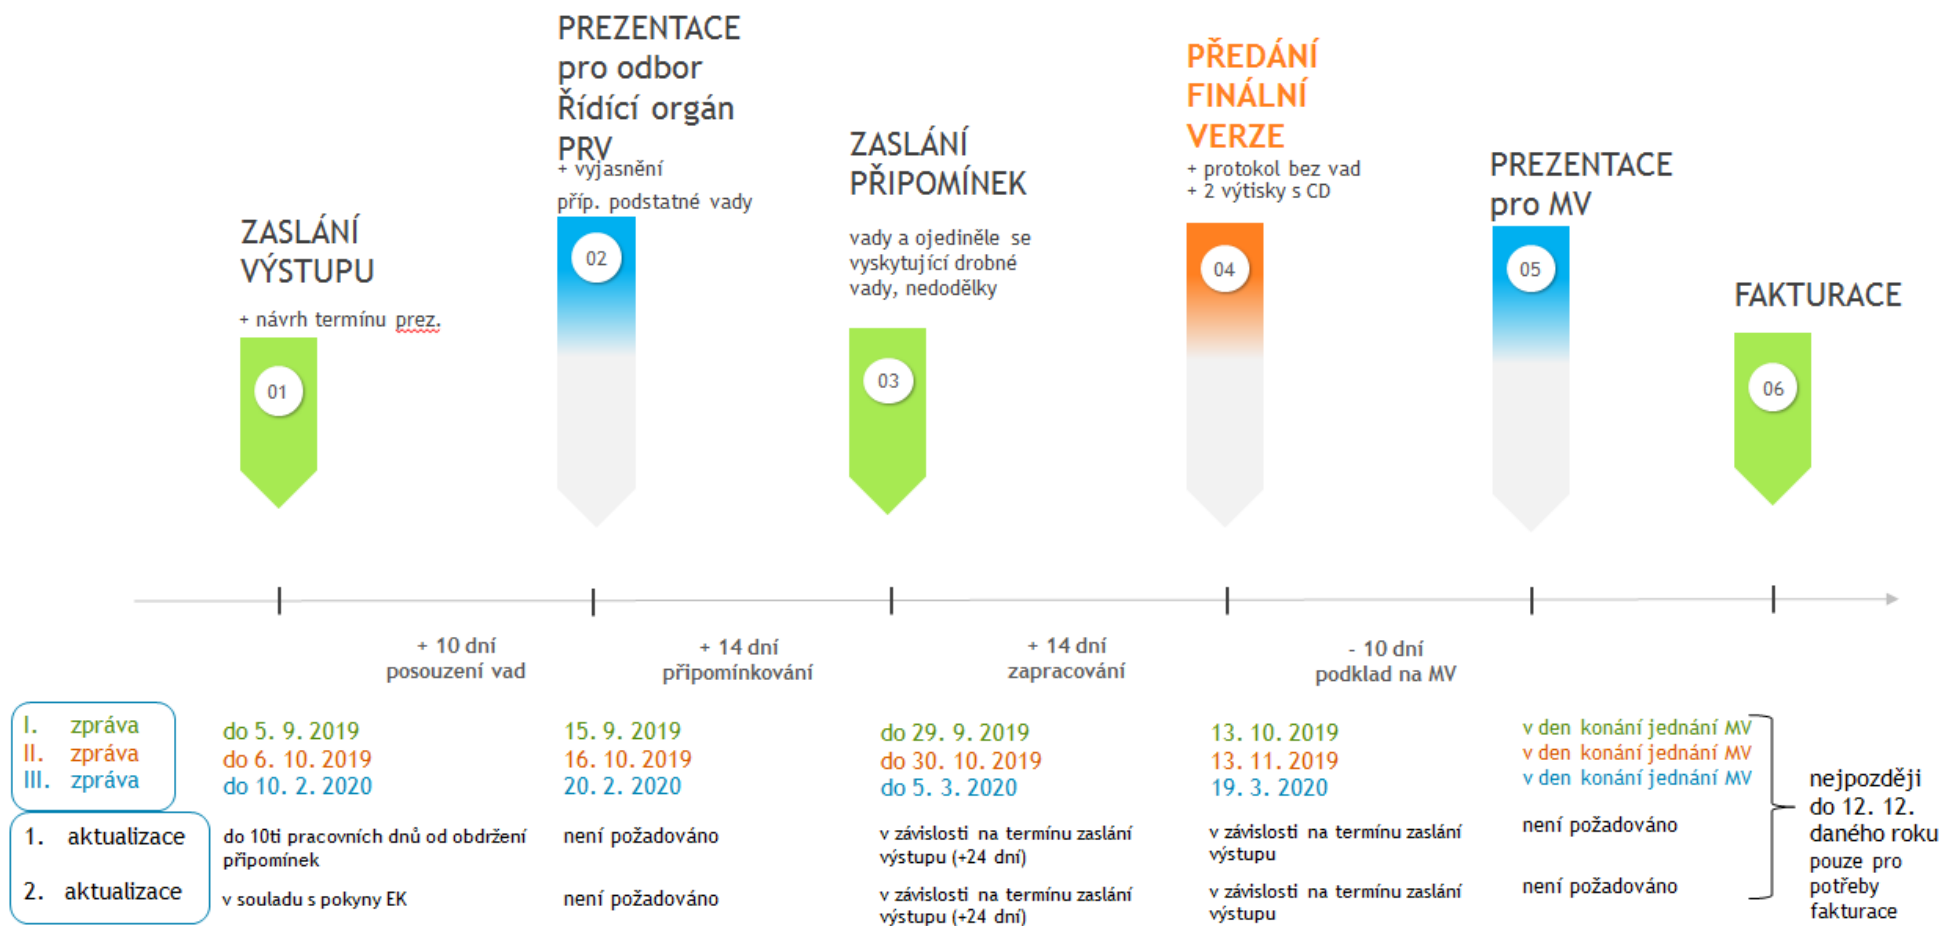 ZASLÁNÍ
VÝSTUPU
+ návrh termínu prez.
01
PREZENTACE
pro odbor
Řídící orgán
PRV
+ vyjasnění
příp. podstatné vady
02
ZASLÁNÍ
PŘIPOMÍNEK
vady a ojediněle se
vyskytující drobné
vady, nedodělky
03
PŘEDÁNÍ
FINÁLNÍ
VERZE
+ protokol bez vad
+ 2 výtisky s CD
04
PREZENTACE
pro MV
05
FAKTURACE
06
+ 10 dní
posouzení vad
+ 14 dní
připomínkování
+ 14 dní
zapracování
- 10 dní
podklad na MV
I. zpráva
do 5. 9. 2019
15. 9. 2019
do 29. 9. 2019
13. 10. 2019
v den konání jednání MV
II. zpráva
do 6. 10. 2019
16. 10. 2019
do 30. 10. 2019
13. 11. 2019
v den konání jednání MV
III. zpráva
do 10. 2. 2020
20. 2. 2020
do 5. 3. 2020
19. 3. 2020
v den konání jednání MV
1. aktualizace
do 10ti pracovních dnů od obdržení
připomínek
není požadováno
v závislosti na termínu zaslání
výstupu (+24 dní)
v závislosti na termínu zaslání
výstupu
není požadováno
2. aktualizace
v souladu s pokyny EK
není požadováno
v závislosti na termínu zaslání
výstupu (+24 dní)
v závislosti na termínu zaslání
výstupu
není požadováno
nejpozději
do 12. 12.
daného roku
pouze pro
potřeby
fakturace